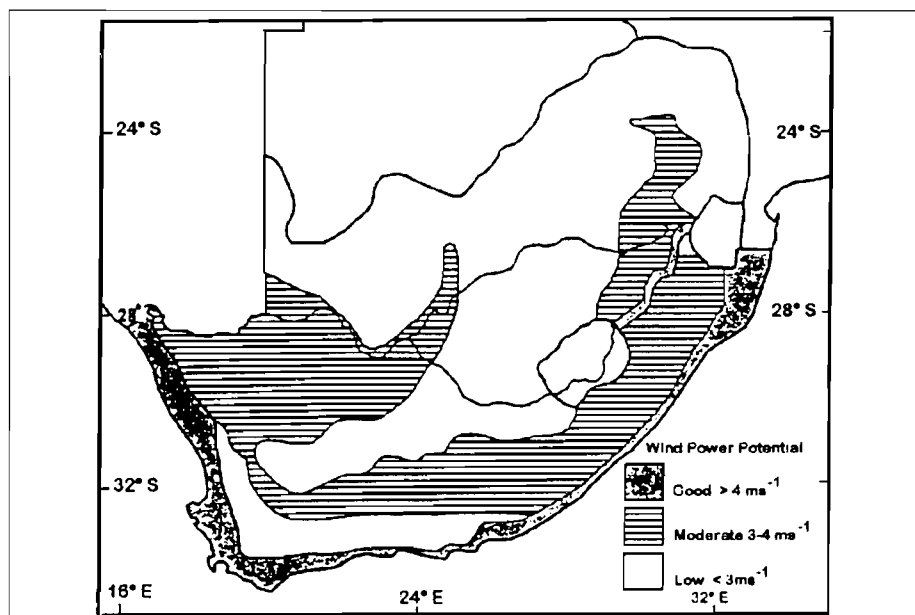 24° S
24° S
28° S
28° S
Wind Power Potential
Good > 4 ms⁻¹
32° S
Moderate 3-4 ms⁻¹
Low < 3ms⁻¹
16° E
24° E
32° E